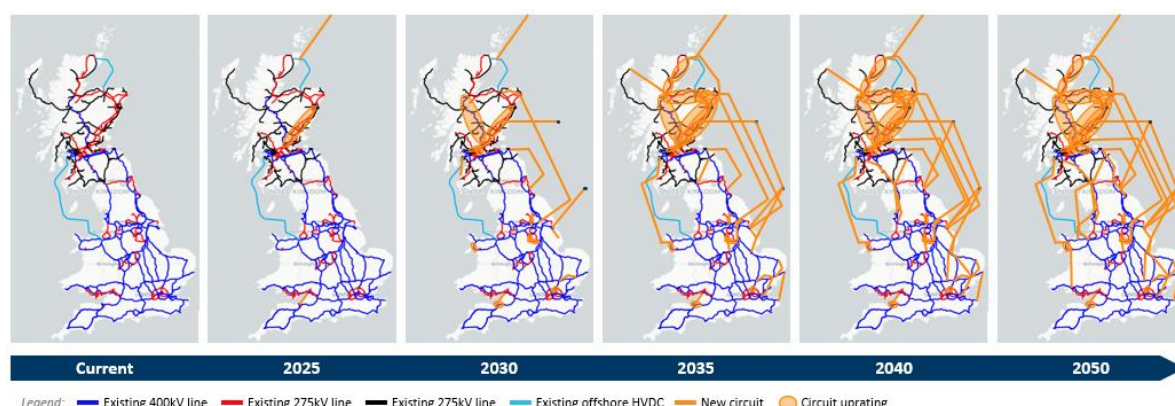 Current 2025 2030 2035 2040 2050
Legend: Existing 400kV line Existing 275kV line Existing 275kV line Existing offshore HVDC New circuit Circuit uprating